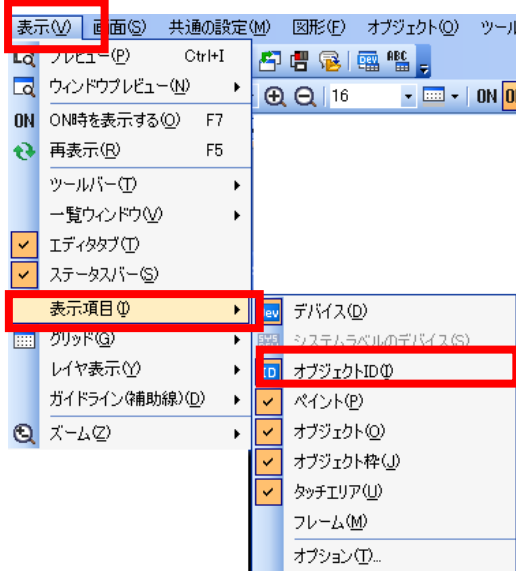 表示(V) 画面(S) 共通の設定(M) 図形(F) オブジェクト(O) ツール
プレビュー(P) Ctrl+I
ウィンドウプレビュー(N)
ON ON時を表示する(O) F7
再表示(R) F5
ツールバー(T)
一覧ウィンドウ(V)
エディタタブ(T)
ステータスバー(S)
表示項目(I)
グリッド(G)
レイヤ表示(Y)
ガイドライン(補助線)(D)
ズーム(Z)
ABC
16 ON
Dev デバイス(D)
SYS システムラベルのデバイス(S)
ID オブジェクトID(I)
ペイント(P)
オブジェクト(O)
オブジェクト枠(J)
タッチエリア(U)
フレーム(M)
オプション(T)...